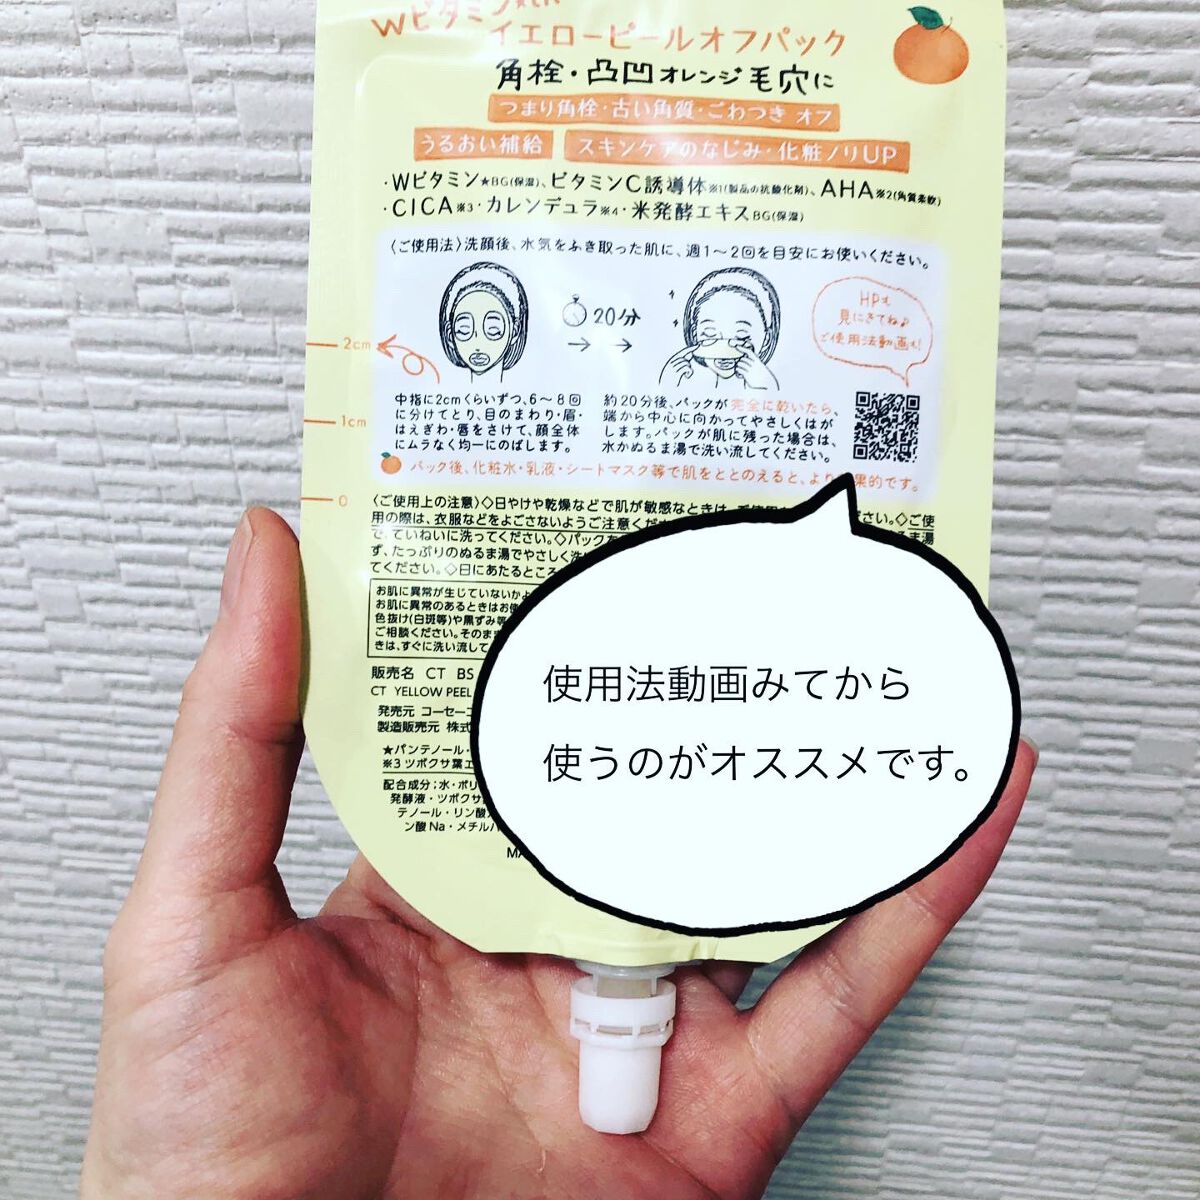 Wビタミン
イエローピールオフパック
角栓・凸凹オレンジ毛穴に
つまり角栓・古い角質・ごわつき オフ
うるおい補給 スキンケアのなじみ・化粧ノリUP
・Wビタミン★BG(保湿)、ビタミンC誘導体※1(製品の抗酸化剤)、AHA※2(角質柔軟)
・CICA※3・カレンデュラ※4・米発酵エキスBG(保湿)
〈ご使用法〉洗顔後、水気をふき取った肌に、週1〜2回を目安にお使いください。
20分
→ →
HPも
見にきてね♪
ご使用法動画も!
2cm
1cm
0
中指に2cmくらいずつ、6〜8回
に分けてとり、目のまわり・眉・
はえぎわ・唇をさけて、顔全体
にムラなく均一にのばします。
約20分後、パックが完全に乾いたら、
端から中心に向かってやさしくはが
します。パックが肌に残った場合は、
水かぬるま湯で洗い流してください。
パック後、化粧水・乳液・シートマスク等で肌をととのえると、より 果的です。
〈ご使用上の注意〉◇日やけや乾燥などで肌が敏感なときは、ご使用 ださい。◇ご使
用の際は、衣服などをよごさないようご注意くだ
で、ていねいに洗ってください。◇パックを るま湯
ず、たっぷりのぬるま湯でやさしく洗
てください。◇日にあたるところ
お肌に異常が生じていないかよ
お肌に異常のあるときはお使
色抜け(白斑等)や黒ずみ等
ご相談ください。そのまま
きは、すぐに洗い流して
販売名 CT BS
CT YELLOW PEEL
発売元 コーセーコ
製造販売元 株式
★パンテノール・
※3ツボクサ葉エ
配合成分;水・ポリ
発酵液・ツボクサ
テノール・リン酸
ン酸Na・メチルパ
MA
使用法動画みてから
使うのがオススメです。